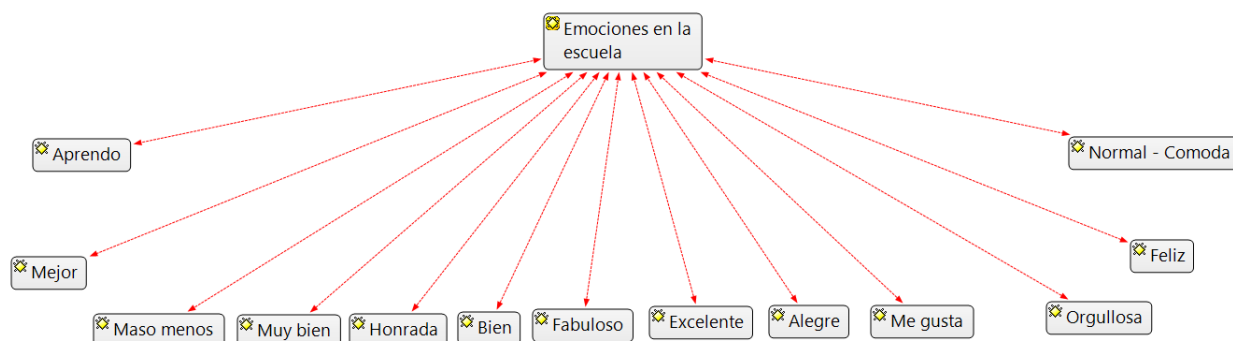 Emociones en la
escuela
Aprendo
Normal - Comoda
Mejor
Feliz
Maso menos
Muy bien
Honrada
Bien
Fabuloso
Excelente
Alegre
Me gusta
Orgullosa